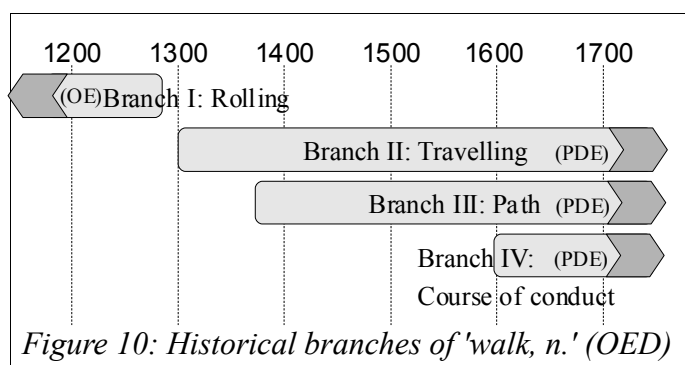 1200 1300 1400 1500 1600 1700
(OE) Branch I: Rolling
Branch II: Travelling (PDE)
Branch III: Path (PDE)
Branch IV: (PDE)
Course of conduct
Figure 10: Historical branches of 'walk, n.' (OED)